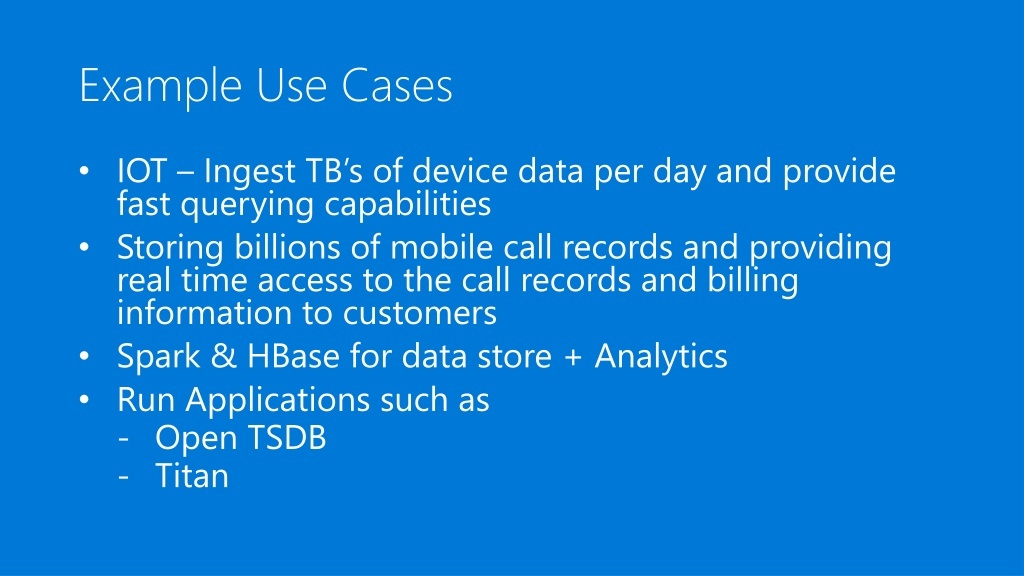 Example Use Cases
• IOT – Ingest TB’s of device data per day and provide
fast querying capabilities
• Storing billions of mobile call records and providing
real time access to the call records and billing
information to customers
• Spark & HBase for data store + Analytics
• Run Applications such as
- Open TSDB
- Titan